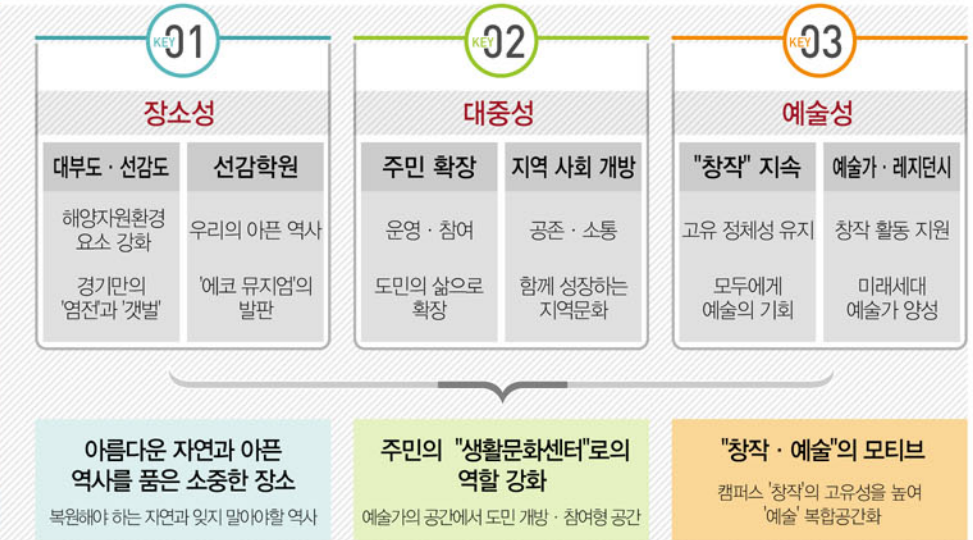 KEY 01
장소성
대부도 · 선감도
해양자원환경
요소 강화
경기만의
'염전'과 '갯벌'
선감학원
우리의 아픈 역사
'에코 뮤지엄'의
발판
KEY 02
대중성
주민 확장
운영 · 참여
도민의 삶으로
확장
지역 사회 개방
공존 · 소통
함께 성장하는
지역문화
KEY 03
예술성
"창작" 지속
고유 정체성 유지
모두에게
예술의 기회
예술가 · 레지던시
창작 활동 지원
미래세대
예술가 양성
아름다운 자연과 아픈
역사를 품은 소중한 장소
복원해야 하는 자연과 잊지 말아야할 역사
주민의 "생활문화센터"로의
역할 강화
예술가의 공간에서 도민 개방 · 참여형 공간
"창작 · 예술"의 모티브
캠퍼스 '창작'의 고유성을 높여
'예술' 복합공간화